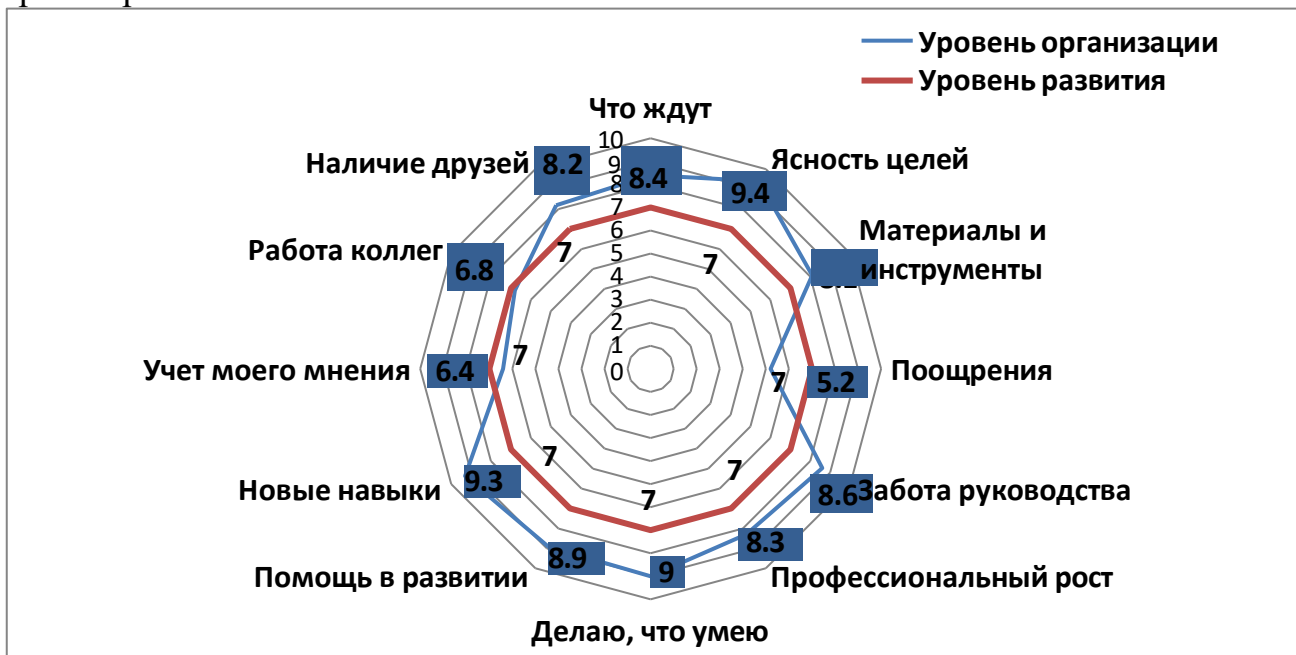 Уровень организации
Уровень развития
Что ждут
Наличие друзей
Ясность целей
Материалы и
инструменты
Работа коллег
Учет моего мнения
Поощрения
Новые навыки
Забота руководства
Помощь в развитии
Профессиональный рост
Делаю, что умею
10
9
8
7
6
5
4
3
2
1
0
8.4
9.4
5.2
8.6
8.3
9
8.9
9.3
6.4
6.8
8.2
7
7
7
7
7
7
7